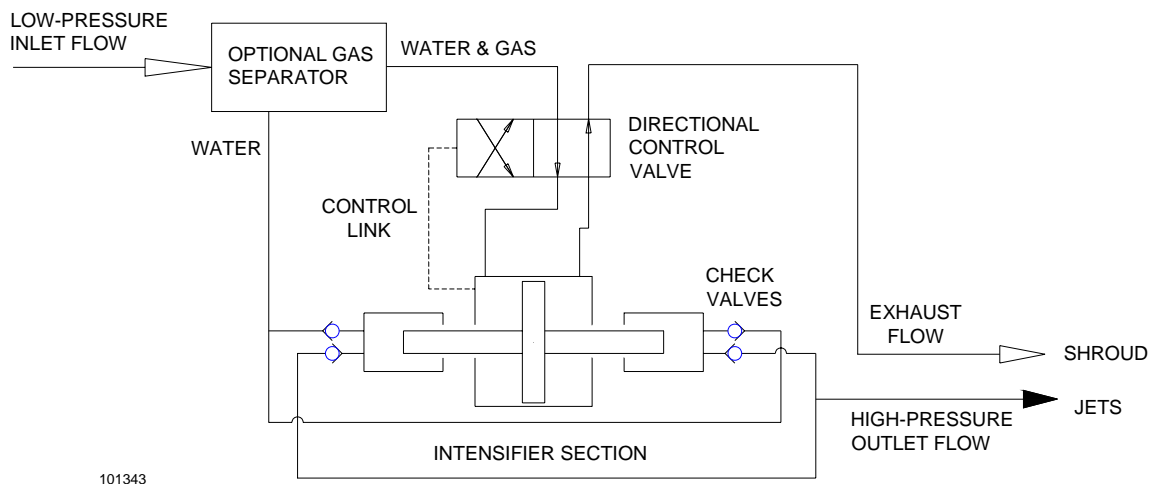 LOW-PRESSURE
INLET FLOW
OPTIONAL GAS
SEPARATOR
WATER & GAS
WATER
DIRECTIONAL
CONTROL
VALVE
CONTROL
LINK
CHECK
VALVES
EXHAUST
FLOW
SHROUD
JETS
HIGH-PRESSURE
OUTLET FLOW
INTENSIFIER SECTION
101343